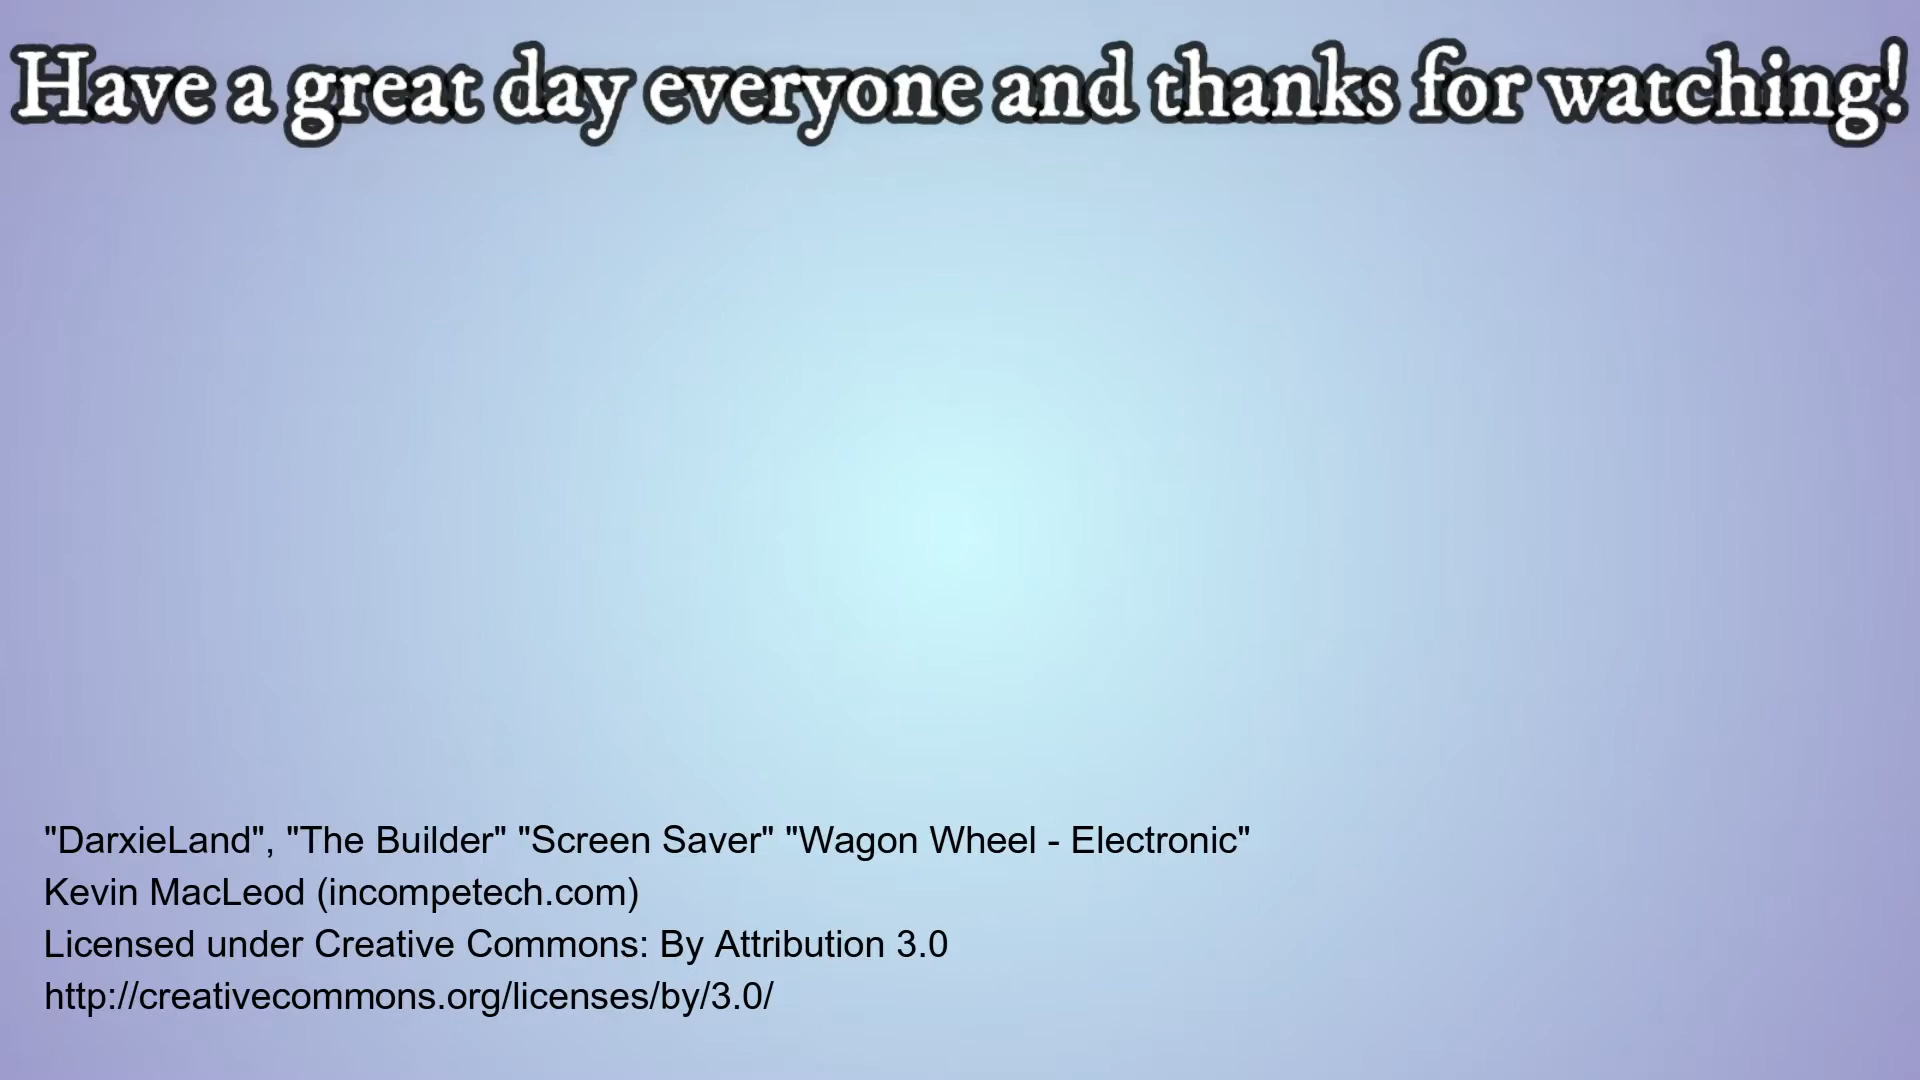 Have a great day everyone and thanks for watching!
"DarxieLand", "The Builder" "Screen Saver" "Wagon Wheel - Electronic"
Kevin MacLeod (incompetech.com)
Licensed under Creative Commons: By Attribution 3.0
http://creativecommons.org/licenses/by/3.0/